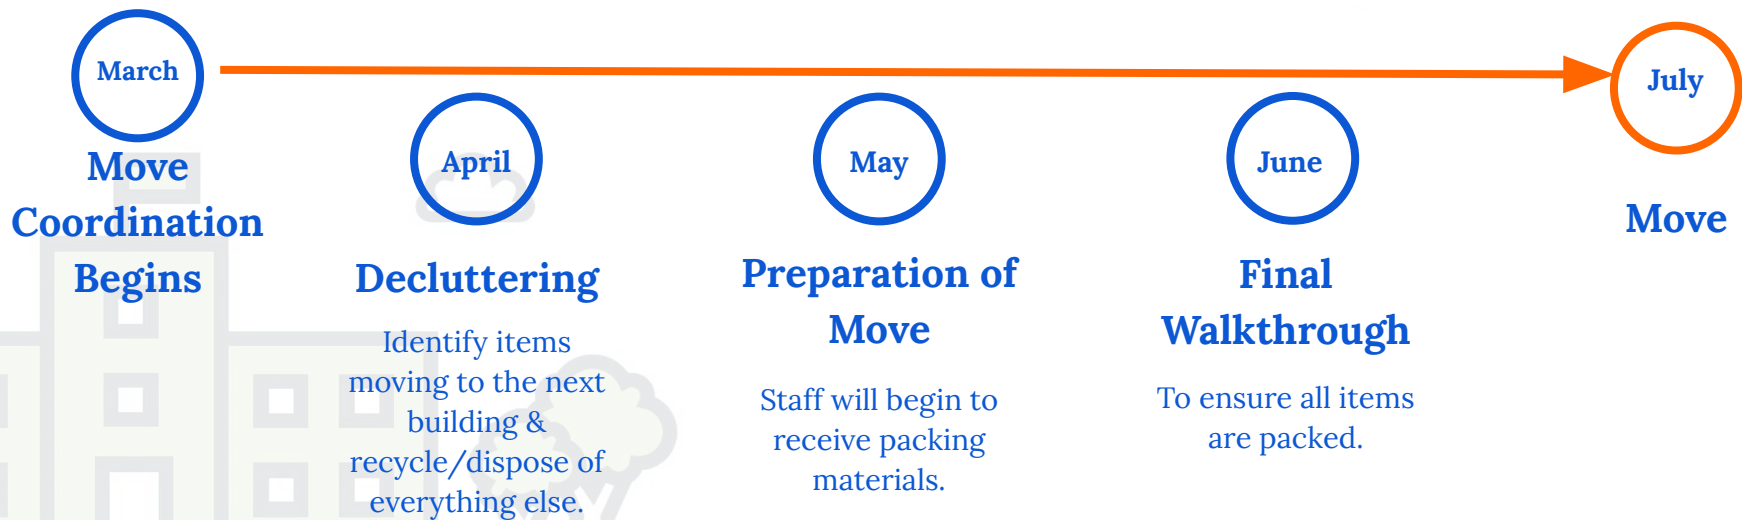 March
Move
Coordination
Begins
April
Decluttering
Identify items
moving to the next
building &
recycle/dispose of
everything else.
May
Preparation of
Move
Staff will begin to
receive packing
materials.
June
Final
Walkthrough
To ensure all items
are packed.
July
Move